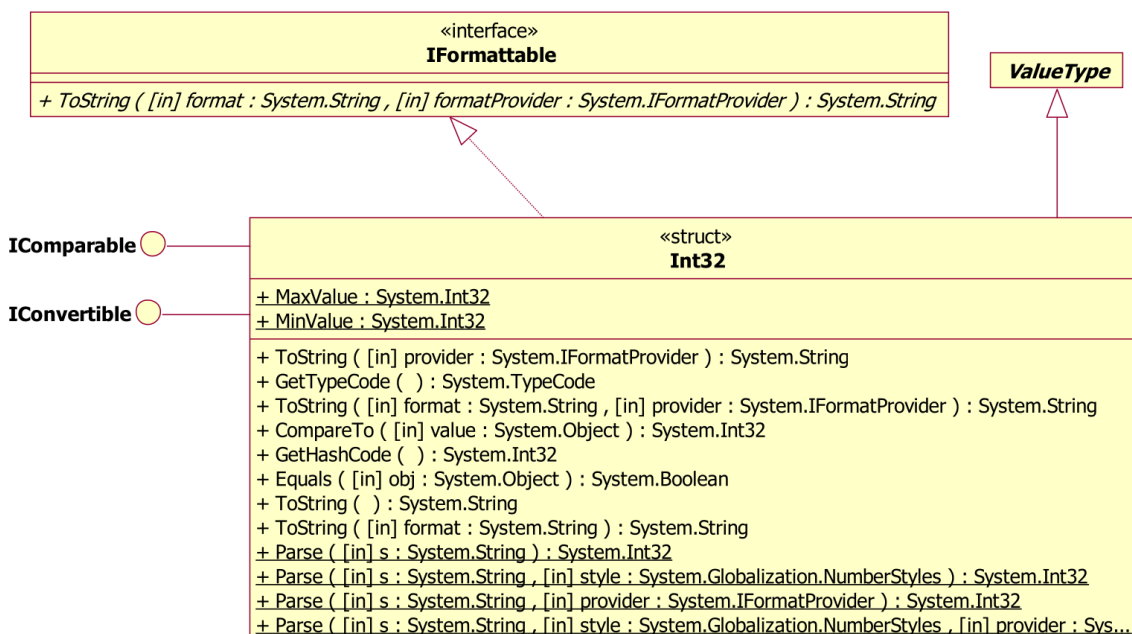 «interface»
IFormattable
+ ToString ( [in] format : System.String , [in] formatProvider : System.IFormatProvider ) : System.String
ValueType
IComparable
IConvertible
«struct»
Int32
+ MaxValue : System.Int32
+ MinValue : System.Int32
+ ToString ( [in] provider : System.IFormatProvider ) : System.String
+ GetTypeCode (  ) : System.TypeCode
+ ToString ( [in] format : System.String , [in] provider : System.IFormatProvider ) : System.String
+ CompareTo ( [in] value : System.Object ) : System.Int32
+ GetHashCode (  ) : System.Int32
+ Equals ( [in] obj : System.Object ) : System.Boolean
+ ToString (  ) : System.String
+ ToString ( [in] format : System.String ) : System.String
+ Parse ( [in] s : System.String ) : System.Int32
+ Parse ( [in] s : System.String , [in] style : System.Globalization.NumberStyles ) : System.Int32
+ Parse ( [in] s : System.String , [in] provider : System.IFormatProvider ) : System.Int32
+ Parse ( [in] s : System.String , [in] style : System.Globalization.NumberStyles , [in] provider : Sys...